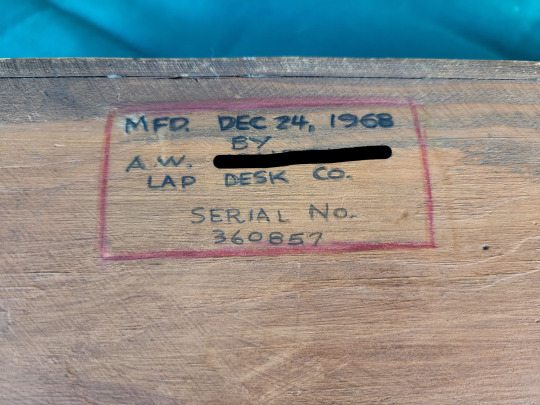 MFD. DEC 24, 1968
BY
A.W.
LAP DESK CO.
SERIAL No.
360857